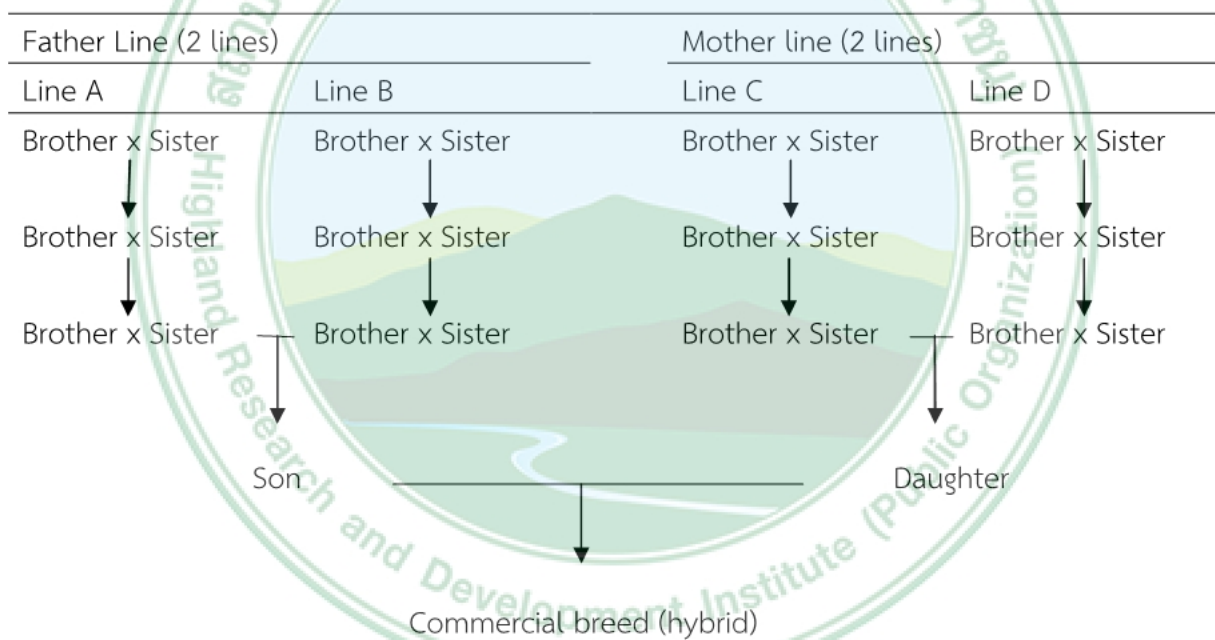 Father Line (2 lines) Mother line (2 lines)
Line A Line B Line C Line D
Brother x Sister Brother x Sister Brother x Sister Brother x Sister
Brother x Sister Brother x Sister Brother x Sister Brother x Sister
Brother x Sister Brother x Sister Brother x Sister Brother x Sister
Son Daughter
Commercial breed (hybrid)
Highland Research and Development Institute (Public Organization)